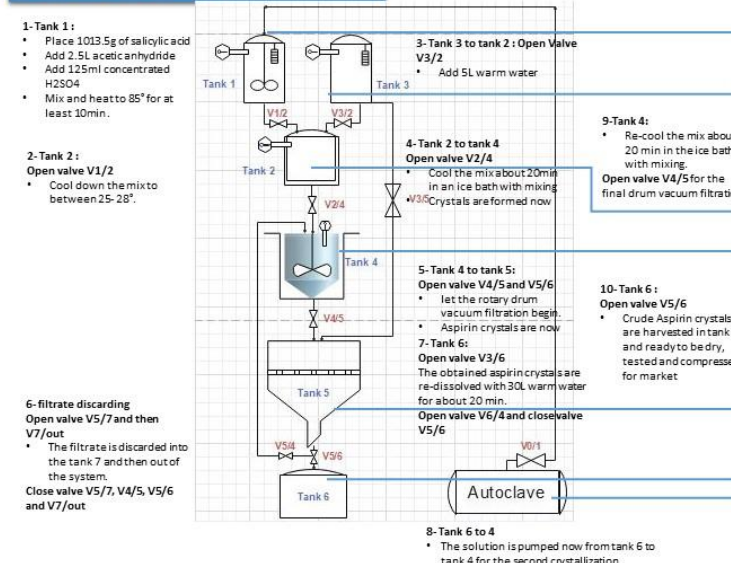 1-Tank 1 :
• Place 1013.5g of salicylic acid
• Add 2.5L acetic anhydride
• Add 125ml concentrated
H2SO4
• Mix and heat to 85° for at
least 10min.
2-Tank 2 :
Open valve V1/2
• Cool down the mix to
between 25- 28°.
6-filtrate discarding
Open valve V5/7 and then
V7/out
• The filtrate is discarded into
the tank 7 and then out of
the system.
Close valve V5/7, V4/5, V5/6
and V7/out
Tank 1
Tank 3
V1/2
V3/2
Tank 2
V2/4
V3/5
Tank 4
V4/5
Tank 5
V5/4
V5/6
Tank 6
V0/1
Autoclave
3-Tank 3 to tank 2 : Open Valve
V3/2
• Add 5L warm water
4-Tank 2 to tank 4
Open valve V2/4
• Cool the mix about 20min
in an ice bath with mixing
• Crystals are formed now
5-Tank 4 to tank 5:
Open valve V4/5 and V5/6
• let the rotary drum
vacuum filtration begin.
• Aspirin crystals are now
7-Tank 6:
Open valve V3/6
The obtained aspirin crystals are
re-dissolved with 30L warm water
for about 20 min.
Open valve V6/4 and close valve
V5/6
8-Tank 6 to 4
• The solution is pumped now from tank 6 to
tank 4 for the second crystallization
9-Tank 4:
• Re-cool the mix abou
20 min in the ice bath
with mixing.
Open valve V4/5 for the
final drum vacuum filtratio
10-Tank 6 :
Open valve V5/6
• Crude Aspirin crystals
are harvested in tank
and ready to be dry,
tested and compresse
for market